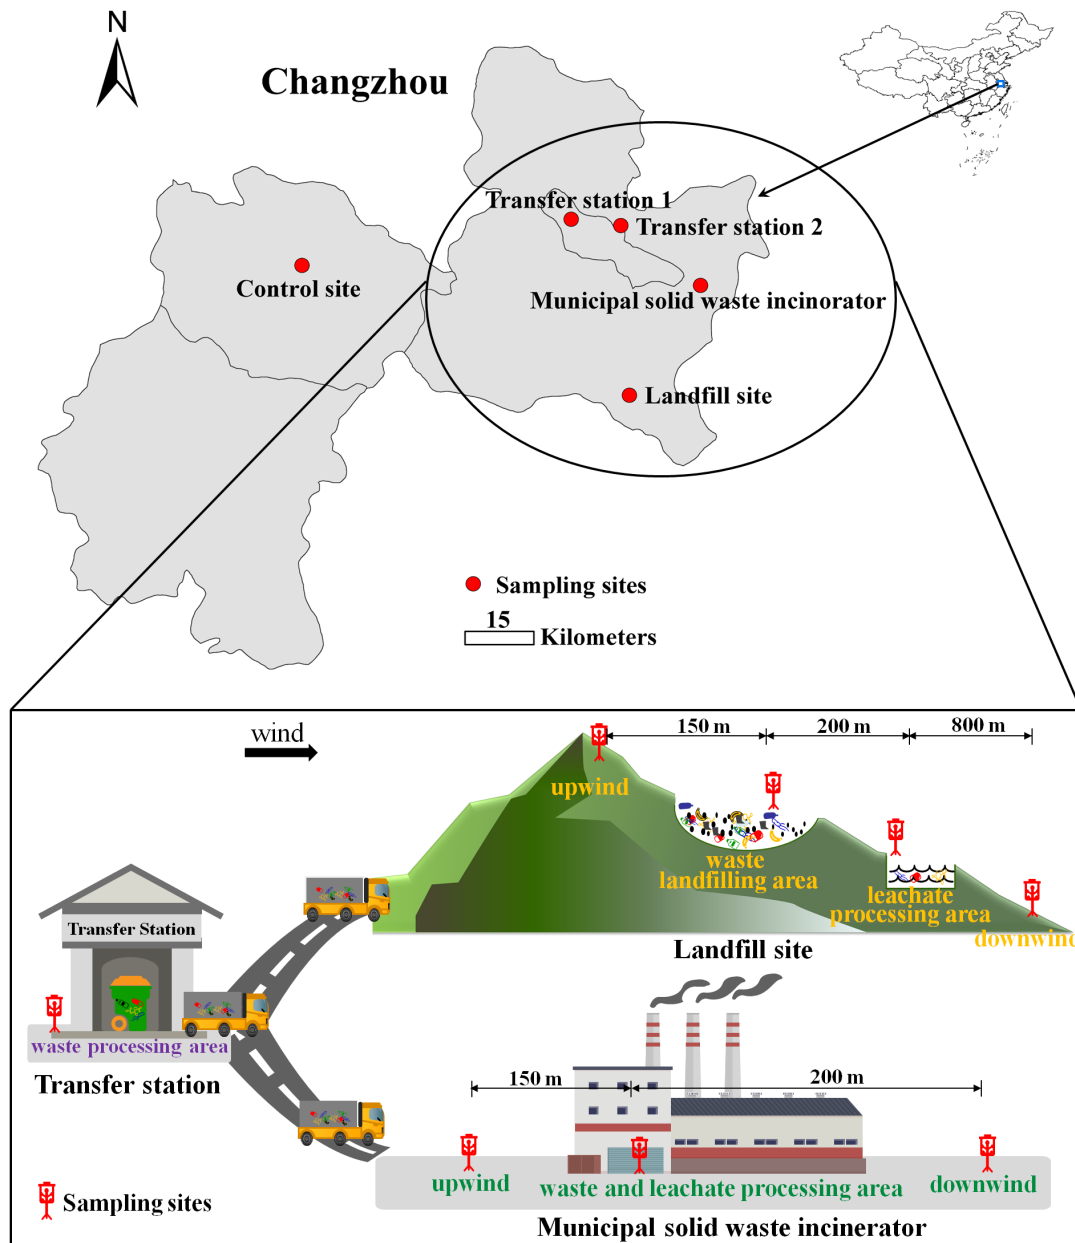 N
Changzhou
Transfer station 1
Transfer station 2
Control site
Municipal solid waste incinorator
Landfill site
Sampling sites
15
Kilometers
wind
150 m
200 m
800 m
upwind
waste
landfilling area
leachate
processing area
downwind
Landfill site
Transfer Station
waste processing area
Transfer station
150 m
200 m
upwind
waste and leachate processing area
downwind
Municipal solid waste incinerator
Sampling sites